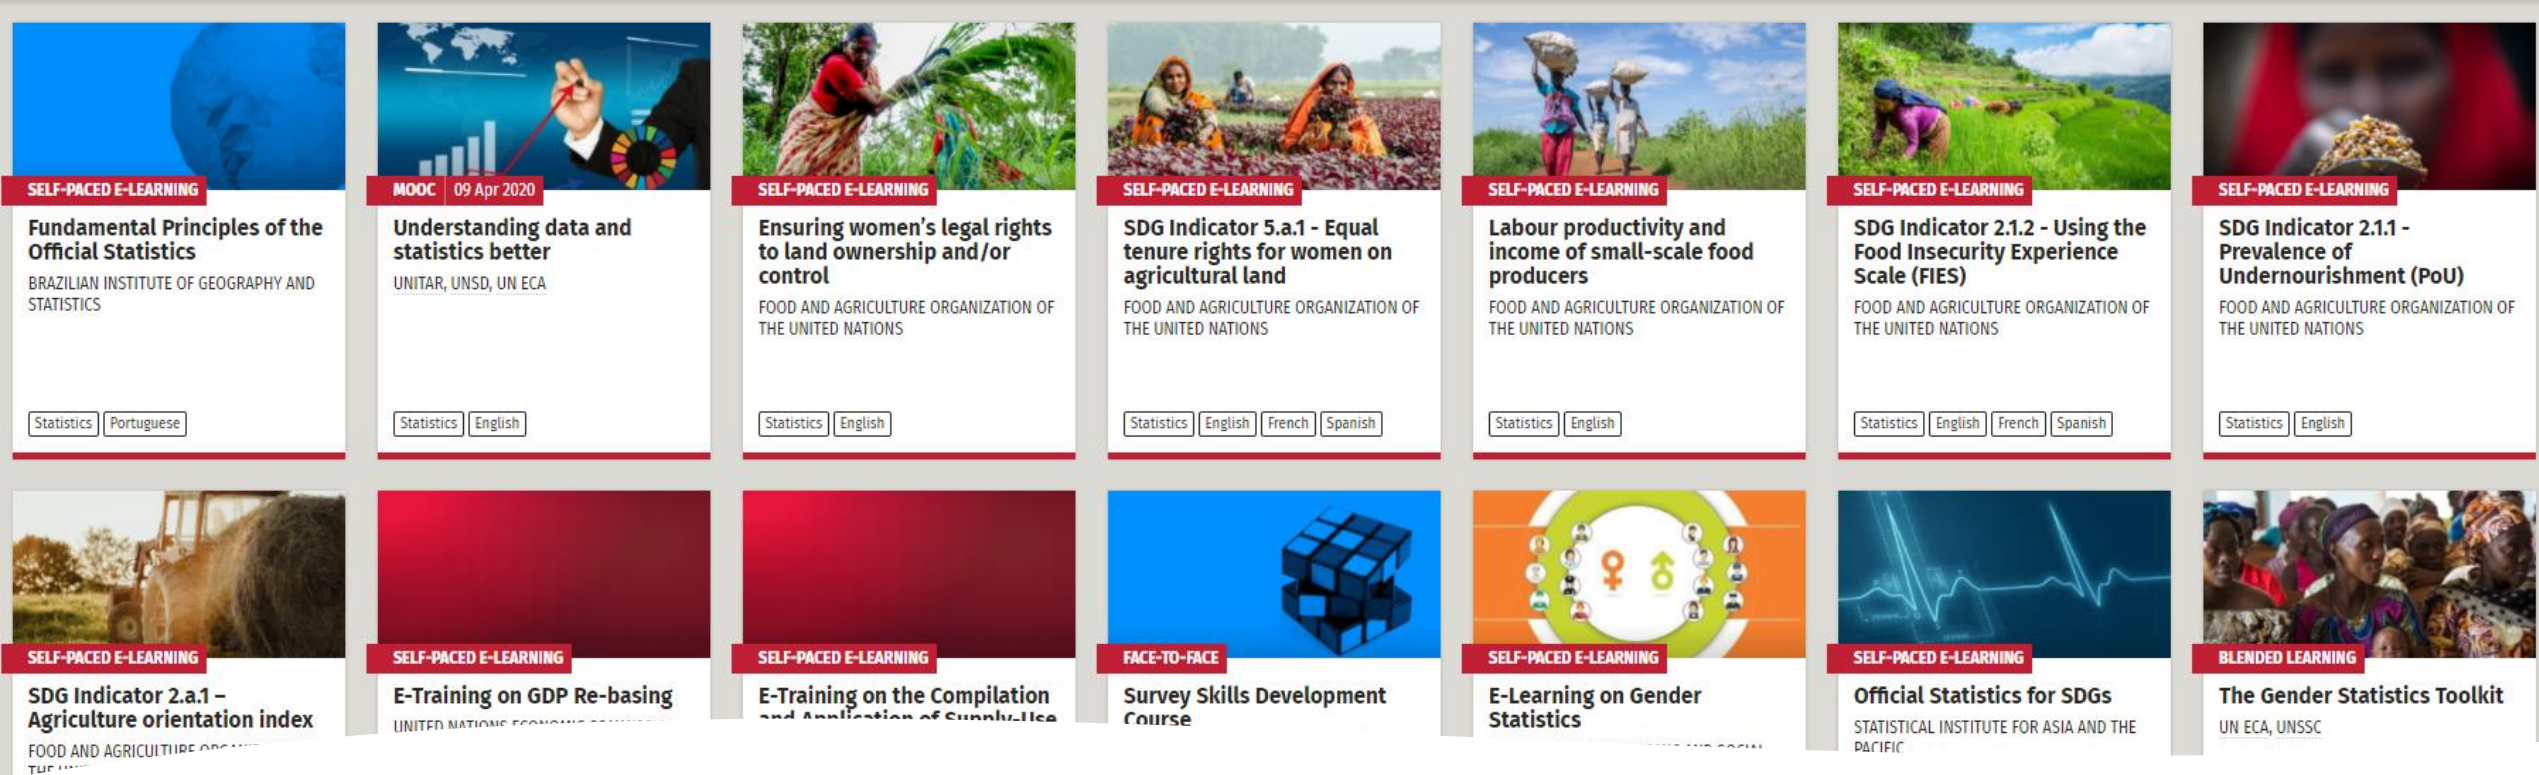 SELF-PACED E-LEARNING
Fundamental Principles of the
Official Statistics
BRAZILIAN INSTITUTE OF GEOGRAPHY AND
STATISTICS
Statistics Portuguese
MOOC 09 Apr 2020
Understanding data and
statistics better
UNITAR, UNSD, UN ECA
Statistics English
SELF-PACED E-LEARNING
Ensuring women's legal rights
to land ownership and/or
control
FOOD AND AGRICULTURE ORGANIZATION OF
THE UNITED NATIONS
Statistics English
SELF-PACED E-LEARNING
SDG Indicator 5.a.1 - Equal
tenure rights for women on
agricultural land
FOOD AND AGRICULTURE ORGANIZATION OF
THE UNITED NATIONS
Statistics English French Spanish
SELF-PACED E-LEARNING
Labour productivity and
income of small-scale food
producers
FOOD AND AGRICULTURE ORGANIZATION OF
THE UNITED NATIONS
Statistics English
SELF-PACED E-LEARNING
SDG Indicator 2.1.2 - Using the
Food Insecurity Experience
Scale (FIES)
FOOD AND AGRICULTURE ORGANIZATION OF
THE UNITED NATIONS
Statistics English French Spanish
SELF-PACED E-LEARNING
SDG Indicator 2.1.1 -
Prevalence of
Undernourishment (PoU)
FOOD AND AGRICULTURE ORGANIZATION OF
THE UNITED NATIONS
Statistics English
SELF-PACED E-LEARNING
SDG Indicator 2.a.1 –
Agriculture orientation index
FOOD AND AGRICULTURE
SELF-PACED E-LEARNING
E-Training on GDP Re-basing
UNITED NATIONS ECONOMIC
SELF-PACED E-LEARNING
E-Training on the Compilation
and Application of Supply-Use
FACE-TO-FACE
Survey Skills Development
Course
SELF-PACED E-LEARNING
E-Learning on Gender
Statistics
AND SOCIAL
SELF-PACED E-LEARNING
Official Statistics for SDGs
STATISTICAL INSTITUTE FOR ASIA AND THE
PACIFIC
BLENDED LEARNING
The Gender Statistics Toolkit
UN ECA, UNSSC